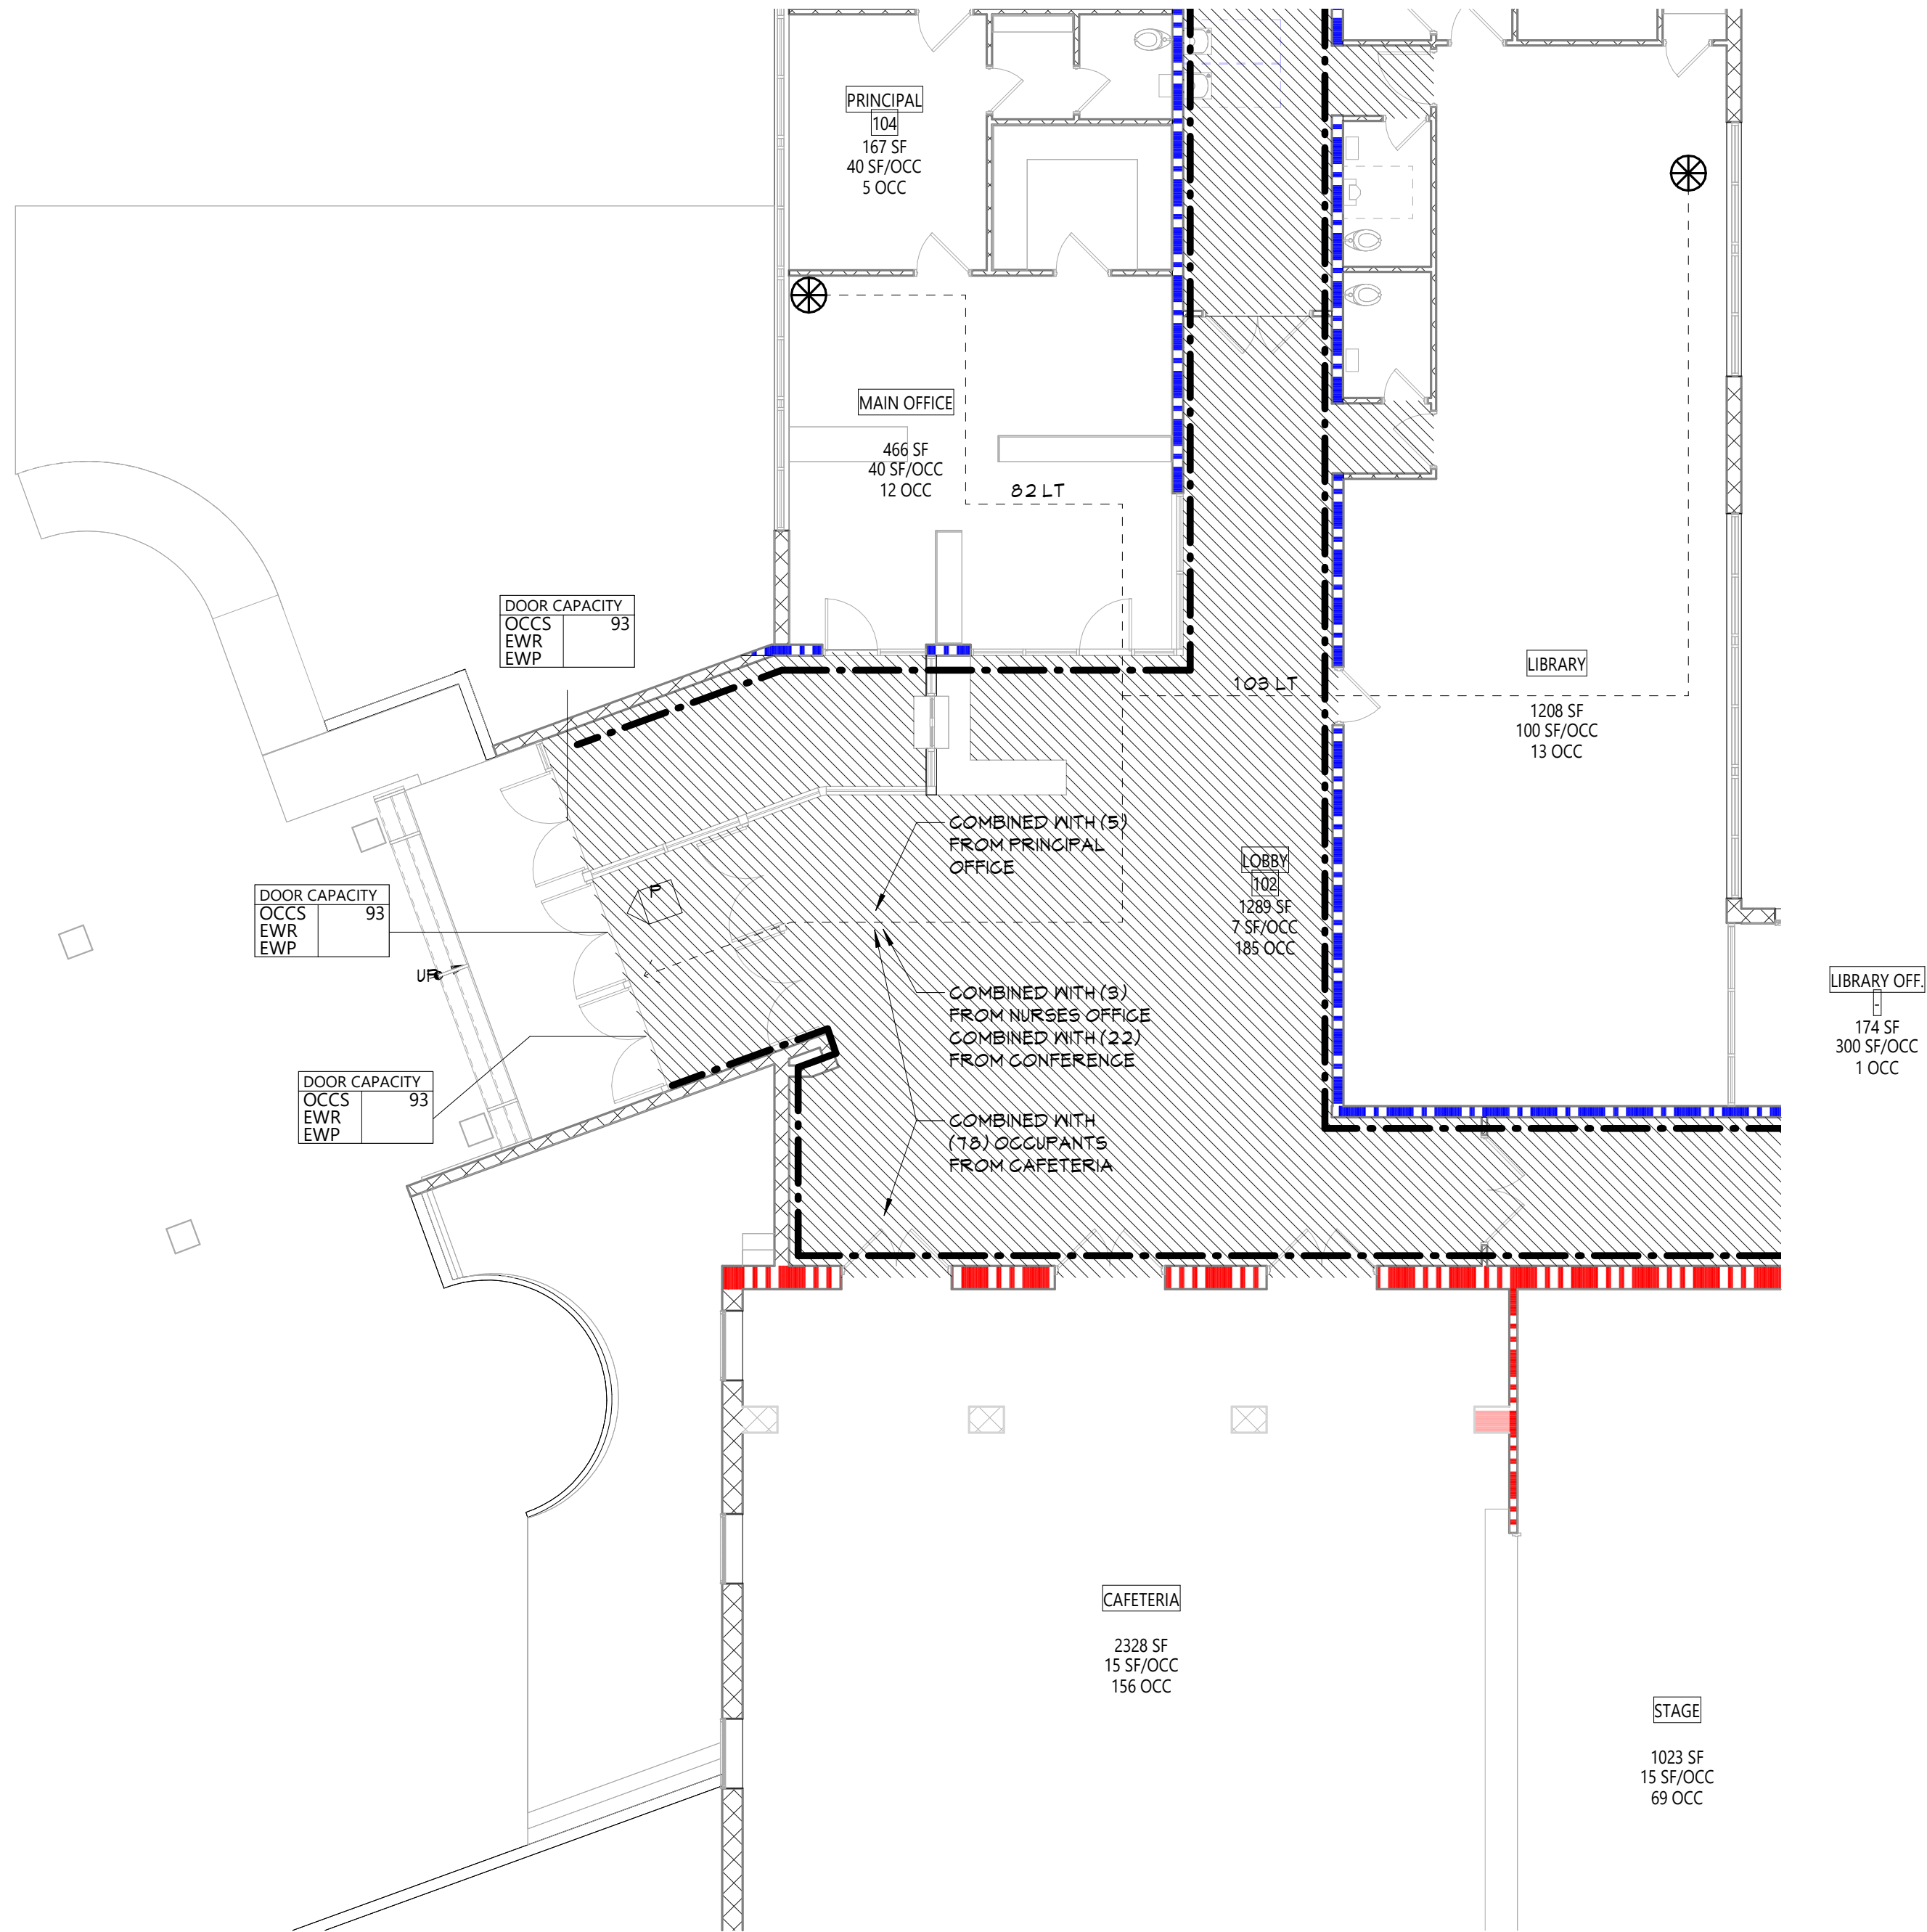 PRINCIPAL
104
167 SF
40 SF/OCC
5 OCC
MAIN OFFICE
466 SF
40 SF/OCC
12 OCC
82 LT
DOOR CAPACITY
OCCS 93
EWR
EWP
103 LT
LIBRARY
1208 SF
100 SF/OCC
13 OCC
COMBINED WITH (5)
FROM PRINCIPAL
OFFICE
LOBBY
102
1289 SF
7 SF/OCC
185 OCC
DOOR CAPACITY
OCCS 93
EWR
EWP
P
UP
COMBINED WITH (3)
FROM NURSES OFFICE
COMBINED WITH (22)
FROM CONFERENCE
LIBRARY OFF.
-
174 SF
300 SF/OCC
1 OCC
DOOR CAPACITY
OCCS 93
EWR
EWP
COMBINED WITH
(78) OCCUPANTS
FROM CAFETERIA
CAFETERIA
2328 SF
15 SF/OCC
156 OCC
STAGE
1023 SF
15 SF/OCC
69 OCC